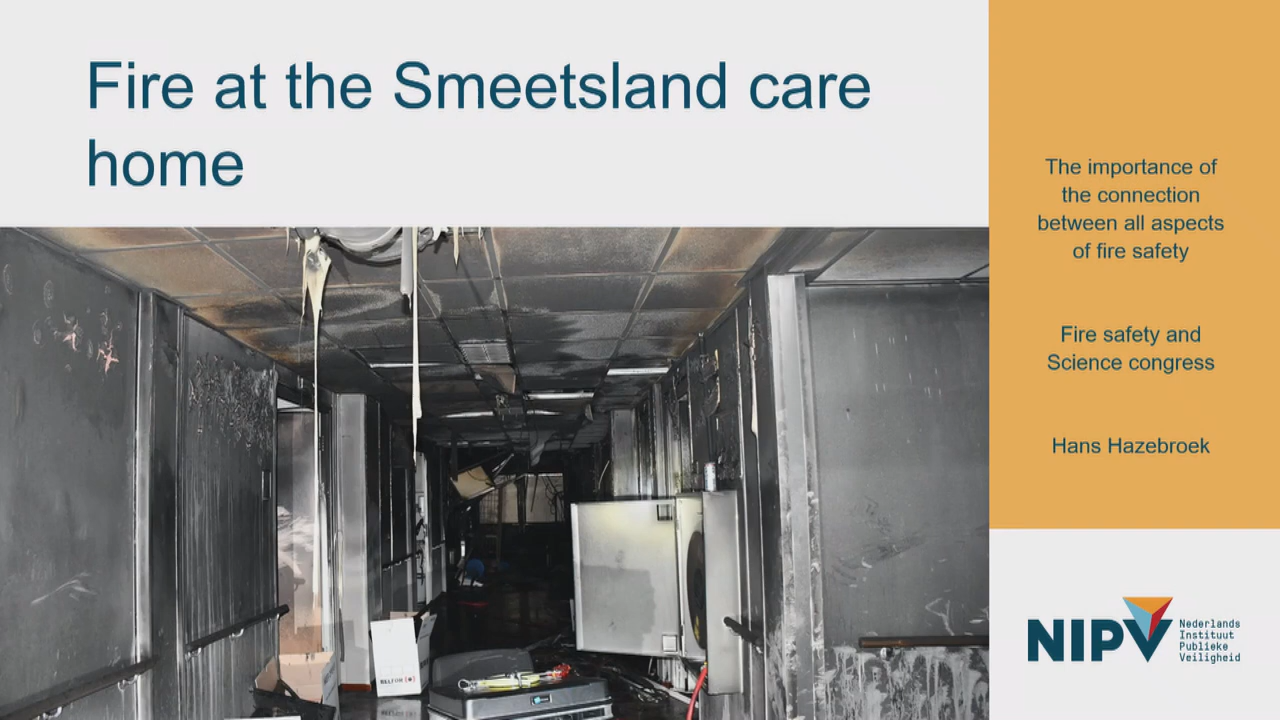 Fire at the Smeetsland care
home
The importance of
the connection
between all aspects
of fire safety
Fire safety and
Science congress
Hans Hazebroek
BELFOR
NIPV
Nederlands
Instituut
Publieke
Veiligheid